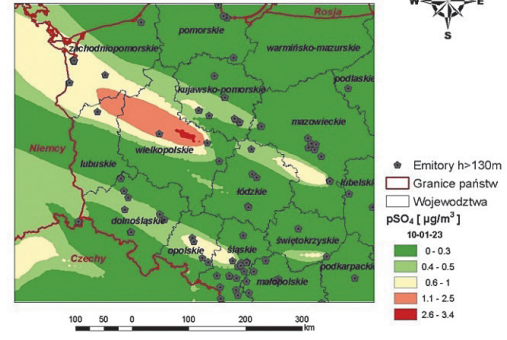 W E
S
Rosja
pomorskie
zachodniopomorskie
warmińsko-mazurskie
podlaskie
kujawsko-pomorskie
mazowieckie
Niemcy
wielkopolskie
lubuskie
lubelskie
łódzkie
dolnośląskie
świętokrzyskie
opolskie
śląskie
Czechy
podkarpackie
małopolskie
Emitory h>130m
Granice państw
Wojewodztwa
pSO₄ [ µg/m³ ]
10-01-23
0 - 0.3
0.4 - 0.5
0.6 - 1
1.1 - 2.5
2.6 - 3.4
100 50 0 100 200 300
km